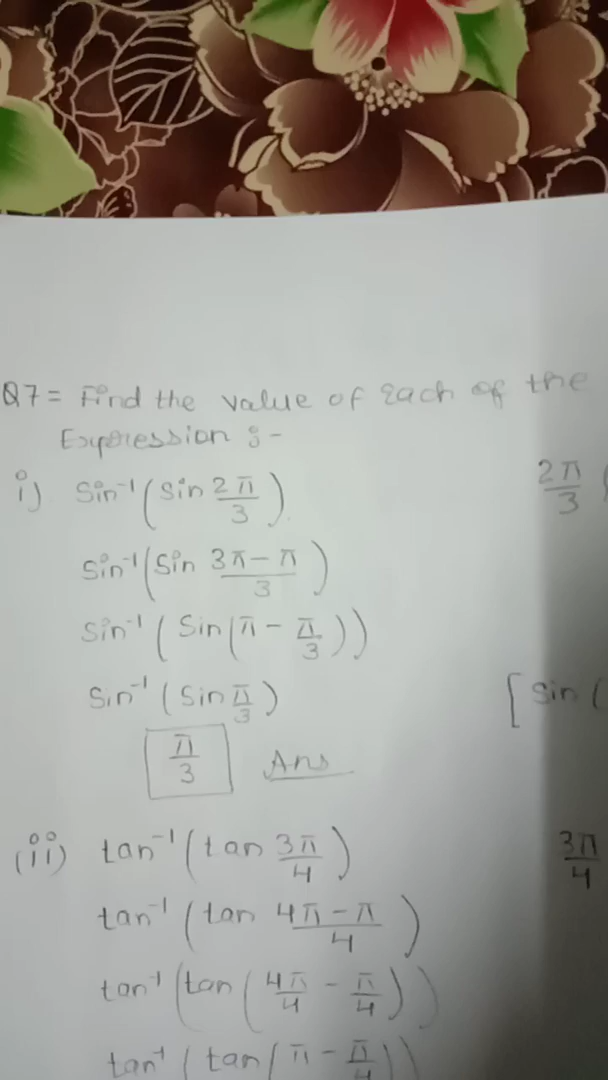 Q7 = Find the value of Each of the
Expression :-
i) Sin⁻¹(Sin 2π/3) 2π/3
Sin⁻¹(Sin 3π-π/3)
Sin⁻¹(Sin(π - π/3))
Sin⁻¹(Sin π/3) [Sin(
π/3 Ans
(ii) tan⁻¹(tan 3π/4) 3π/4
tan⁻¹(tan 4π-π/4)
tan⁻¹(tan(4π/4 - π/4))
tan⁻¹(tan(π - π/4))